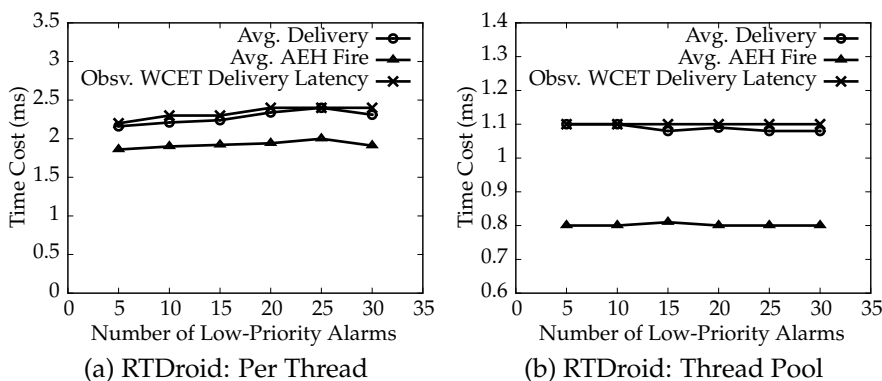 3.5
3
2.5
2
1.5
1
0.5
0
0 5 10 15 20 25 30 35
Time Cost (ms)
Number of Low-Priority Alarms
Avg. Delivery
Avg. AEH Fire
Obsv. WCET Delivery Latency
(a) RTDroid: Per Thread
1.4
1.3
1.2
1.1
1
0.9
0.8
0.7
0.6
0 5 10 15 20 25 30 35
Time Cost (ms)
Number of Low-Priority Alarms
Avg. Delivery
Avg. AEH Fire
Obsv. WCET Delivery Latency
(b) RTDroid: Thread Pool